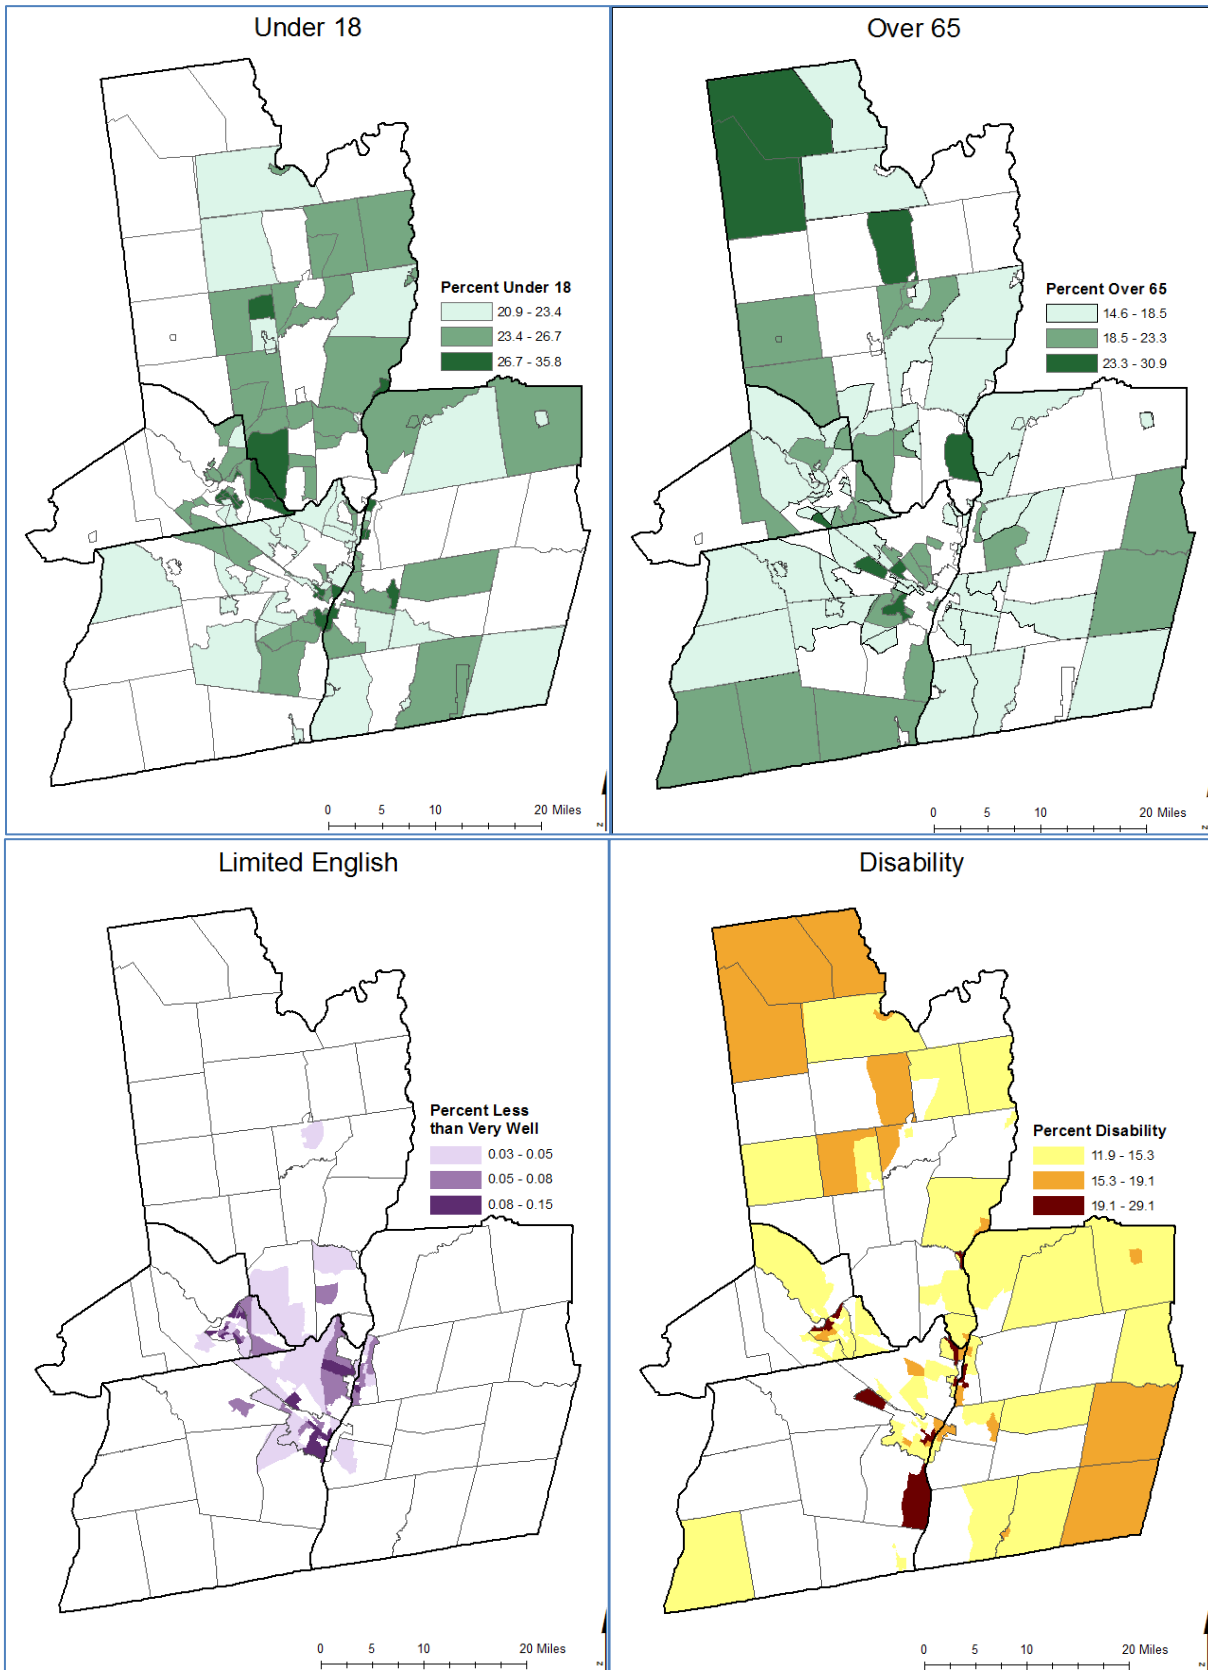 Under 18
Percent Under 18
20.9 - 23.4
23.4 - 26.7
26.7 - 35.8
0 5 10 20 Miles
z
Over 65
Percent Over 65
14.6 - 18.5
18.5 - 23.3
23.3 - 30.9
0 5 10 20 Miles
z
Limited English
Percent Less
than Very Well
0.03 - 0.05
0.05 - 0.08
0.08 - 0.15
0 5 10 20 Miles
z
Disability
Percent Disability
11.9 - 15.3
15.3 - 19.1
19.1 - 29.1
0 5 10 20 Miles
z